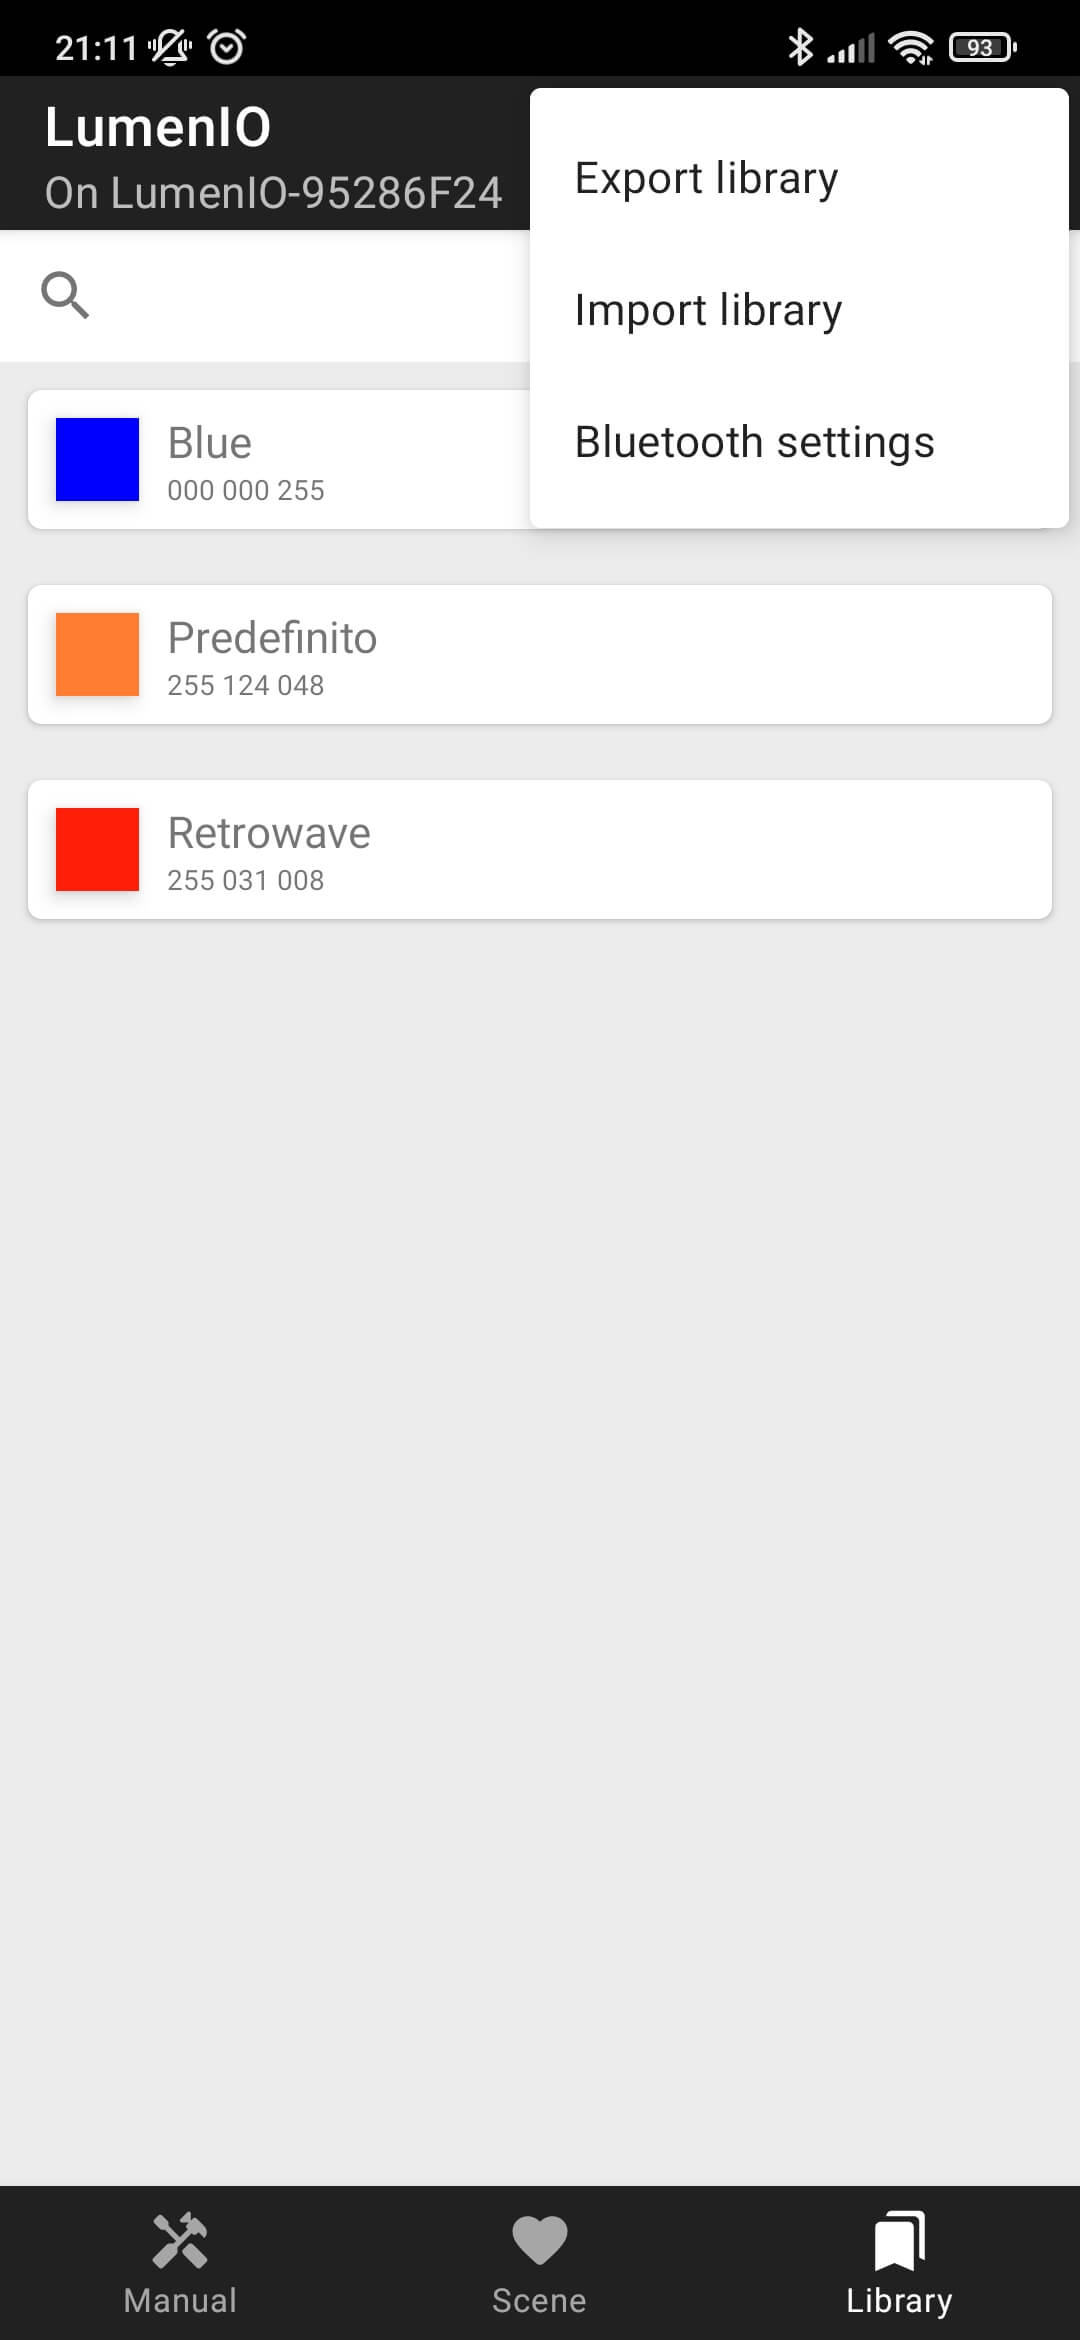 21:11
93
LumenIO
On LumenIO-95286F24
Export library
Import library
Bluetooth settings
Blue
000 000 255
Predefinito
255 124 048
Retrowave
255 031 008
Manual
Scene
Library